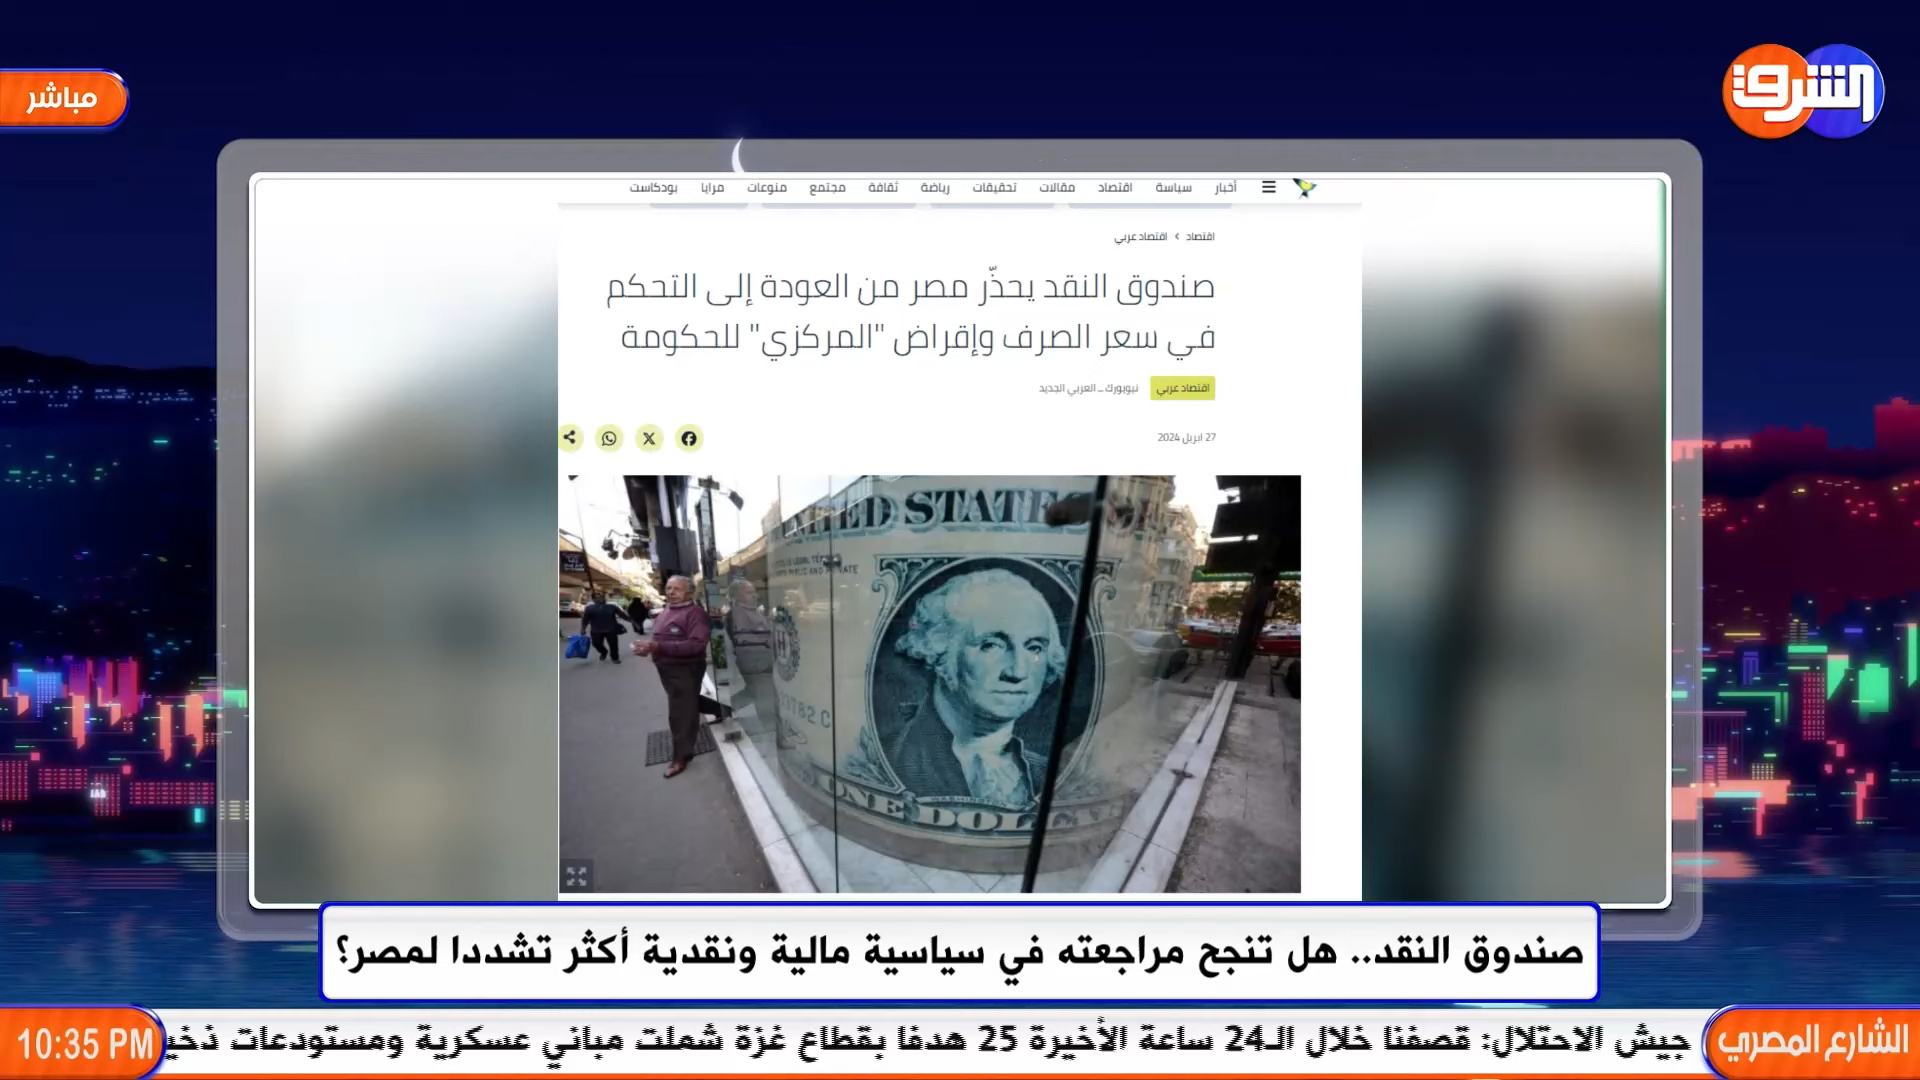 الشرق
مباشر
أخبار
سياسة
اقتصاد
مقالات
تحقيقات
رياضة
ثقافة
مجتمع
منوعات
مرايا
بودكاست
اقتصاد › اقتصاد عربي
صندوق النقد يحذّر مصر من العودة إلى التحكم
في سعر الصرف وإقراض "المركزي" للحكومة
اقتصاد عربي
نيويورك ـ العربي الجديد
27 ابريل 2024
UNITED STATES
WASHINGTON
ONE DOLLAR
صندوق النقد.. هل تنجح مراجعته في سياسية مالية ونقدية أكثر تشددا لمصر؟
الشارع المصري
جيش الاحتلال: قصفنا خلال الـ24 ساعة الأخيرة 25 هدفا بقطاع غزة شملت مباني عسكرية ومستودعات ذخي
10:35 PM